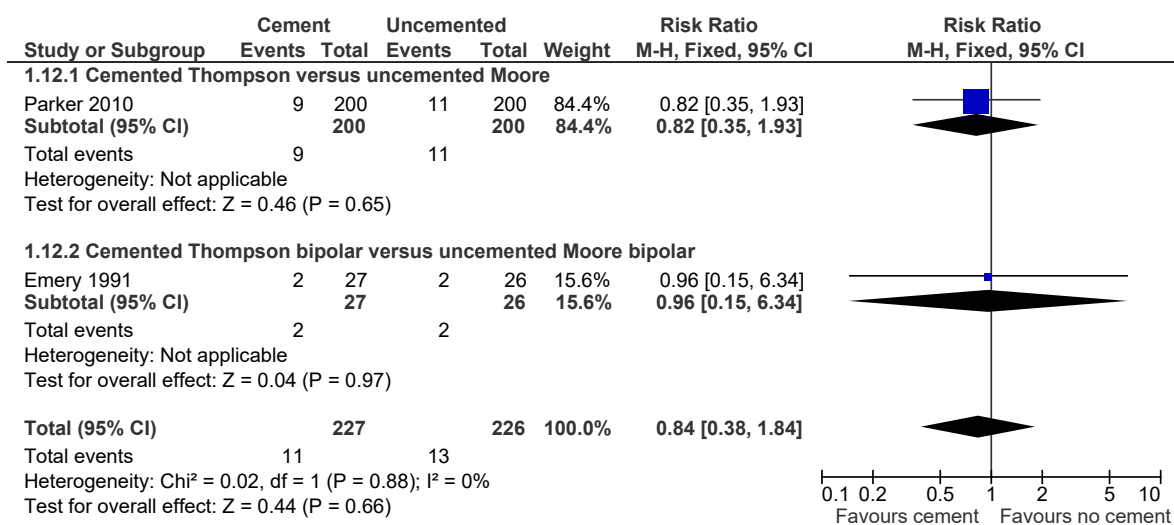 Cement Uncemented Risk Ratio Risk Ratio
Study or Subgroup Events Total Events Total Weight M-H, Fixed, 95% CI M-H, Fixed, 95% CI
1.12.1 Cemented Thompson versus uncemented Moore
Parker 2010 9 200 11 200 84.4% 0.82 [0.35, 1.93]
Subtotal (95% CI) 200 200 84.4% 0.82 [0.35, 1.93]
Total events 9 11
Heterogeneity: Not applicable
Test for overall effect: Z = 0.46 (P = 0.65)
1.12.2 Cemented Thompson bipolar versus uncemented Moore bipolar
Emery 1991 2 27 2 26 15.6% 0.96 [0.15, 6.34]
Subtotal (95% CI) 27 26 15.6% 0.96 [0.15, 6.34]
Total events 2 2
Heterogeneity: Not applicable
Test for overall effect: Z = 0.04 (P = 0.97)
Total (95% CI) 227 226 100.0% 0.84 [0.38, 1.84]
Total events 11 13
Heterogeneity: Chi² = 0.02, df = 1 (P = 0.88); I² = 0%
Test for overall effect: Z = 0.44 (P = 0.66)
0.1 0.2 0.5 1 2 5 10
Favours cement Favours no cement